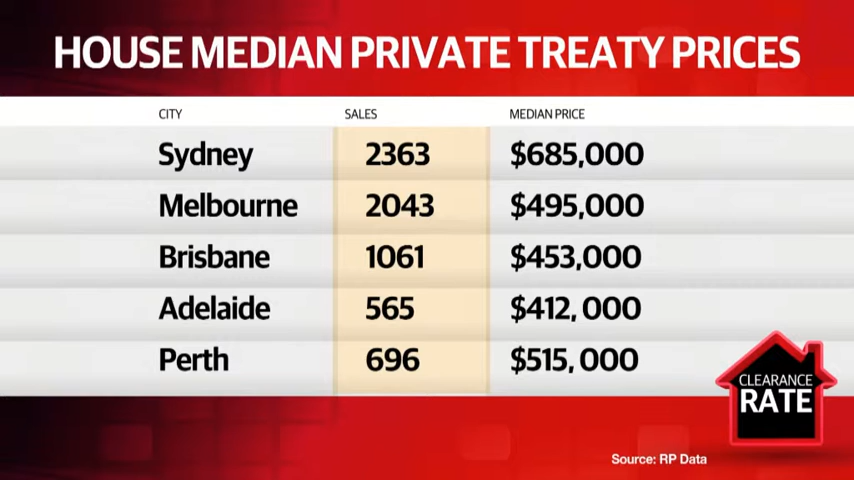 HOUSE MEDIAN PRIVATE TREATY PRICES
CITY SALES MEDIAN PRICE
Sydney 2363 $685,000
Melbourne 2043 $495,000
Brisbane 1061 $453,000
Adelaide 565 $412, 000
Perth 696 $515, 000
CLEARANCE
RATE
Source: RP Data